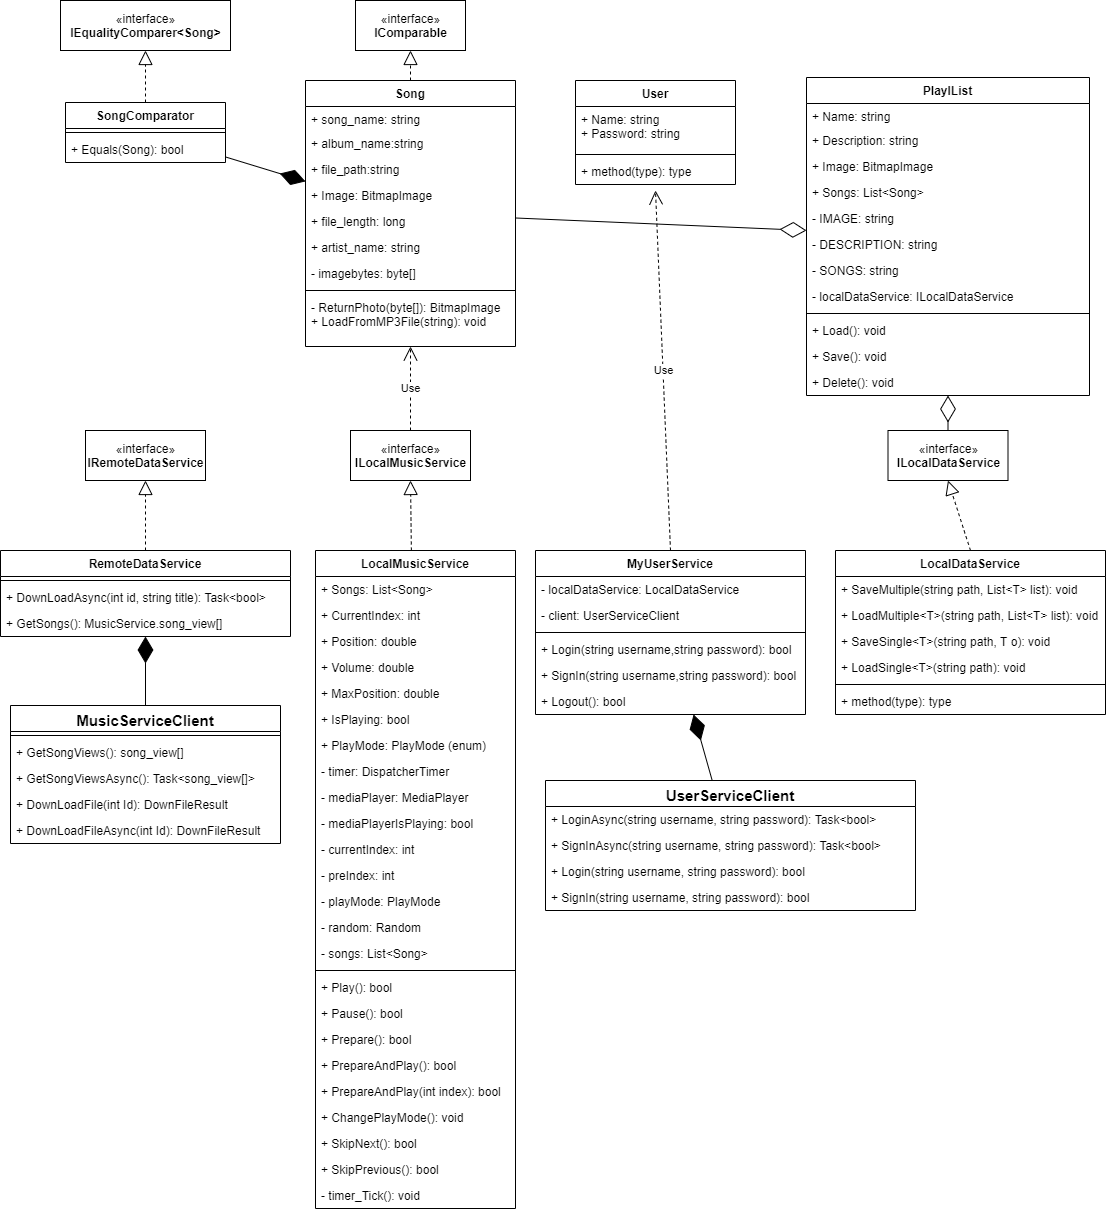 «interface»
IEqualityComparer<Song>
«interface»
IComparable
SongComparator
+ Equals(Song): bool
Song
+ song_name: string
+ album_name:string
+ file_path:string
+ Image: BitmapImage
+ file_length: long
+ artist_name: string
- imagebytes: byte[]
- ReturnPhoto(byte[]): BitmapImage
+ LoadFromMP3File(string): void
User
+ Name: string
+ Password: string
+ method(type): type
PlaylList
+ Name: string
+ Description: string
+ Image: BitmapImage
+ Songs: List<Song>
- IMAGE: string
- DESCRIPTION: string
- SONGS: string
- localDataService: ILocalDataService
+ Load(): void
+ Save(): void
+ Delete(): void
Use
Use
«interface»
IRemoteDataService
«interface»
ILocalMusicService
«interface»
ILocalDataService
RemoteDataService
+ DownLoadAsync(int id, string title): Task<bool>
+ GetSongs(): MusicService.song_view[]
MusicServiceClient
+ GetSongViews(): song_view[]
+ GetSongViewsAsync(): Task<song_view[]>
+ DownLoadFile(int Id): DownFileResult
+ DownLoadFileAsync(int Id): DownFileResult
LocalMusicService
+ Songs: List<Song>
+ CurrentIndex: int
+ Position: double
+ Volume: double
+ MaxPosition: double
+ IsPlaying: bool
+ PlayMode: PlayMode (enum)
- timer: DispatcherTimer
- mediaPlayer: MediaPlayer
- mediaPlayerIsPlaying: bool
- currentIndex: int
- preIndex: int
- playMode: PlayMode
- random: Random
- songs: List<Song>
+ Play(): bool
+ Pause(): bool
+ Prepare(): bool
+ PrepareAndPlay(): bool
+ PrepareAndPlay(int index): bool
+ ChangePlayMode(): void
+ SkipNext(): bool
+ SkipPrevious(): bool
- timer_Tick(): void
MyUserService
- localDataService: LocalDataService
- client: UserServiceClient
+ Login(string username,string password): bool
+ SignIn(string username,string password): bool
+ Logout(): bool
UserServiceClient
+ LoginAsync(string username, string password): Task<bool>
+ SignInAsync(string username, string password): Task<bool>
+ Login(string username, string password): bool
+ SignIn(string username, string password): bool
LocalDataService
+ SaveMultiple(string path, List<T> list): void
+ LoadMultiple<T>(string path, List<T> list): void
+ SaveSingle<T>(string path, T o): void
+ LoadSingle<T>(string path): void
+ method(type): type